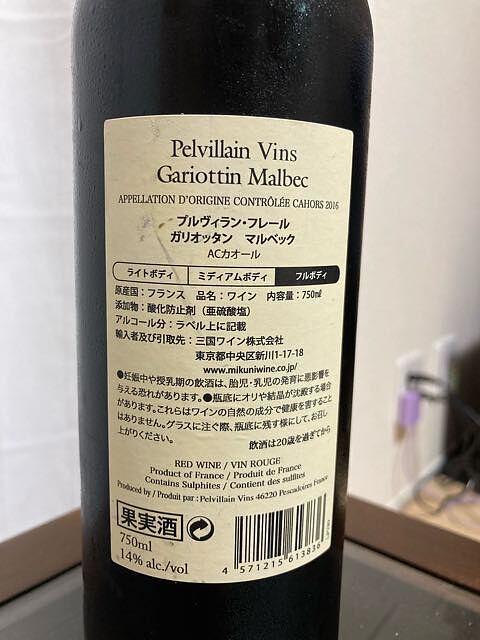 Pelvillain Vins
Gariottin Malbec
APPELLATION D'ORIGINE CONTRÔLÉE CAHORS 2016
プルヴィラン・フレール
ガリオッタン マルベック
ACカオール
ライトボディ ミディアムボディ フルボディ
原産国：フランス 品名：ワイン 内容量：750㎖
添加物：酸化防止剤（亜硫酸塩）
アルコール分：ラベル上に記載
輸入者及び引取先：三国ワイン株式会社
東京都中央区新川1-17-18
www.mikuniwine.co.jp/
●妊娠中や授乳期の飲酒は、胎児・乳児の発育に悪影響を
与える恐れがあります。●瓶底にオリや結晶が沈殿する場合
がありますが、これらはワインの自然の成分で健康を害すること
はありません。グラスに注ぐ際、瓶底に残す様にして、お召し
上がりください。
飲酒は20歳を過ぎてから
RED WINE / VIN ROUGE
Product of France / Produit de France
Contains Sulphites / Contient des sulfites
Produced by / Produit par : Pelvillain Vins 46220 Pescadoires France
果実酒
750ml
14% alc./vol
4 571215 613836